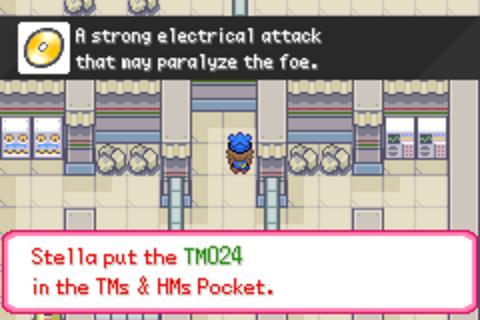 A strong electrical attack
that may paralyze the foe.
Stella put the TM024
in the TMs & HMs Pocket.